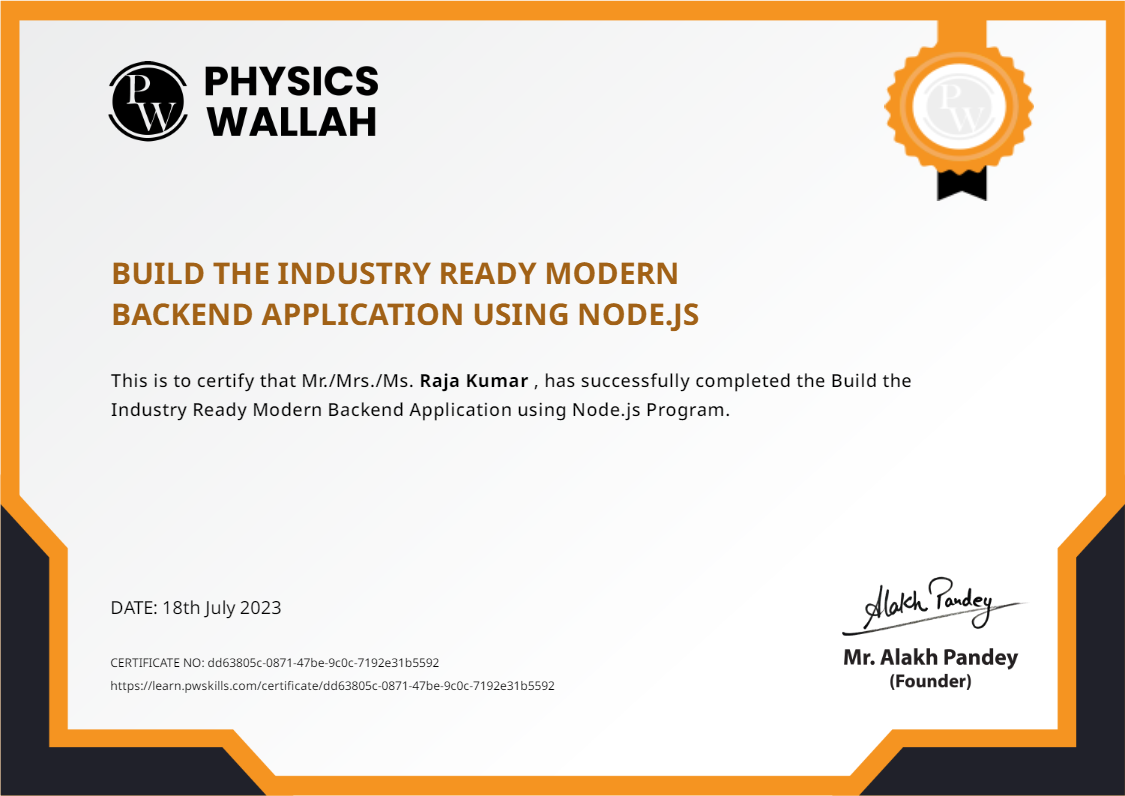 PW
PHYSICS
WALLAH
PW
BUILD THE INDUSTRY READY MODERN
BACKEND APPLICATION USING NODE.JS
This is to certify that Mr./Mrs./Ms. Raja Kumar , has successfully completed the Build the
Industry Ready Modern Backend Application using Node.js Program.
DATE: 18th July 2023
CERTIFICATE NO: dd63805c-0871-47be-9c0c-7192e31b5592
https://learn.pwskills.com/certificate/dd63805c-0871-47be-9c0c-7192e31b5592
Alakh Pandey
Mr. Alakh Pandey
(Founder)